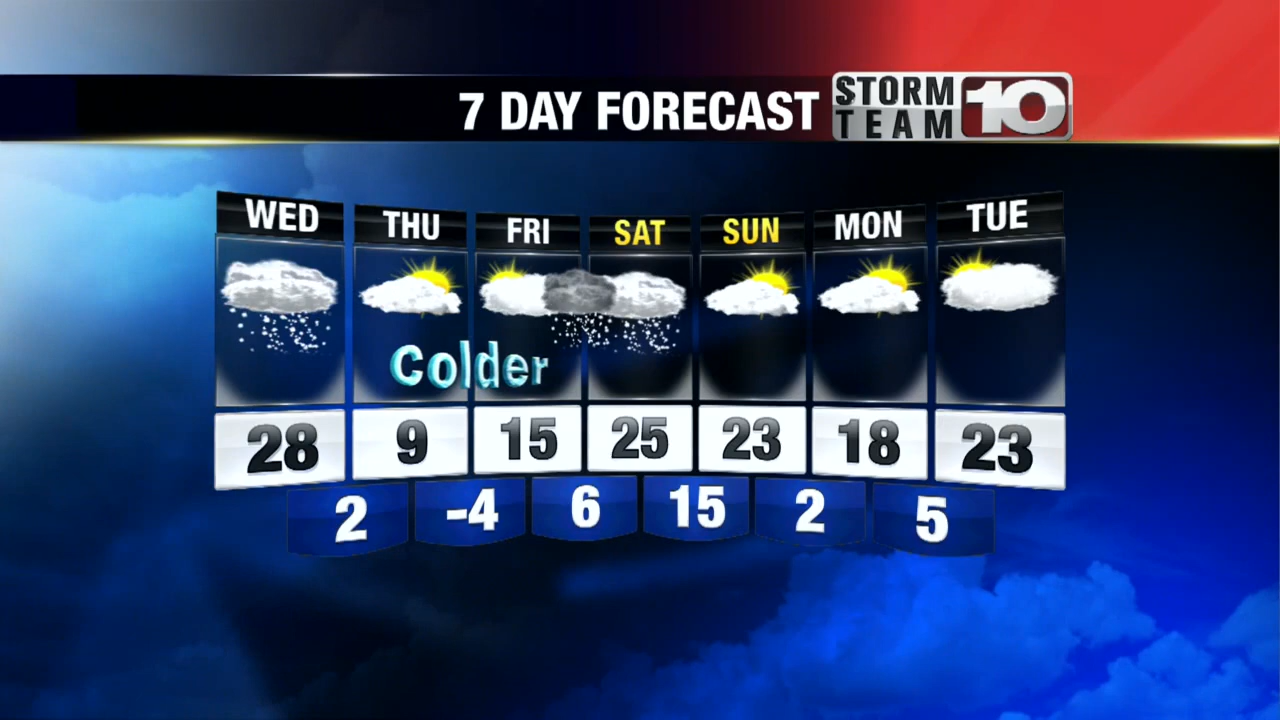 7 DAY FORECAST STORM TEAM 10
WED THU FRI SAT SUN MON TUE
Colder
28 9 15 25 23 18 23
2 -4 6 15 2 5